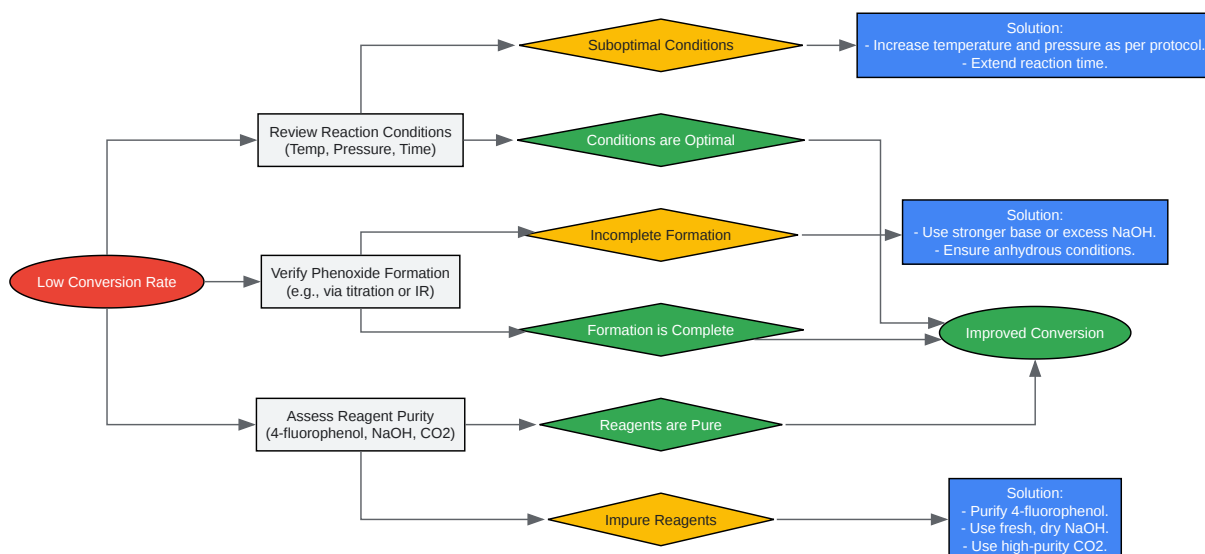 Suboptimal Conditions
Solution:
- Increase temperature and pressure as per protocol.
- Extend reaction time.
Review Reaction Conditions
(Temp, Pressure, Time)
Conditions are Optimal
Incomplete Formation
Solution:
- Use stronger base or excess NaOH.
- Ensure anhydrous conditions.
Low Conversion Rate
Verify Phenoxide Formation
(e.g., via titration or IR)
Formation is Complete
Improved Conversion
Assess Reagent Purity
(4-fluorophenol, NaOH, CO2)
Reagents are Pure
Impure Reagents
Solution:
- Purify 4-fluorophenol.
- Use fresh, dry NaOH.
- Use high-purity CO2.